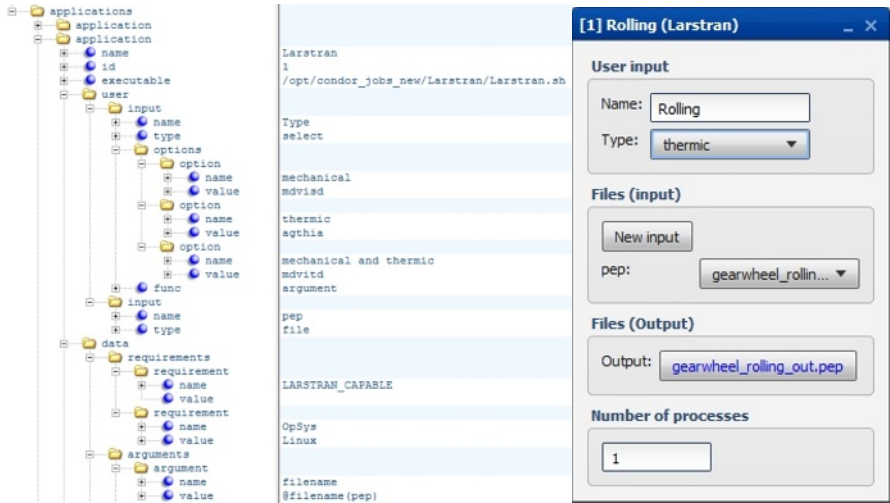 applications
application
application
name Larstran
id 1
executable /opt/condor_jobs_new/Larstran/Larstran.sh
user
input
name Type
type select
options
option
name mechanical
value mdvisd
option
name thermic
value agthia
option
name mechanical and thermic
value mdvitd
func argument
input
name pep
type file
data
requirements
requirement
name LARSTRAN_CAPABLE
value
requirement
name OpSys
value Linux
arguments
argument
name filename
value @filename(pep)
[1] Rolling (Larstran)
User input
Name: Rolling
Type: thermic
Files (input)
New input
pep: gearwheel_rollin...
Files (Output)
Output: gearwheel_rolling_out.pep
Number of processes
1